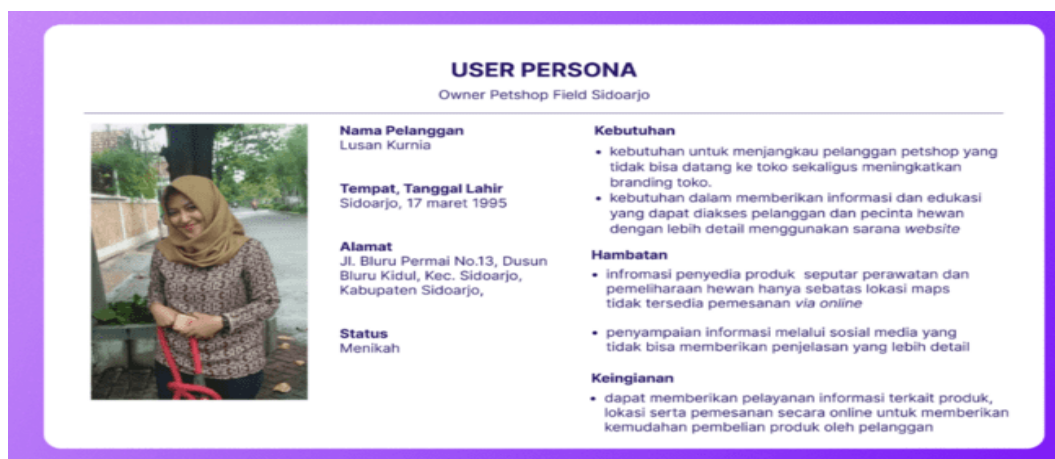 USER PERSONA
Owner Petshop Field Sidoarjo
Nama Pelanggan
Lusan Kurnia
Tempat, Tanggal Lahir
Sidoarjo, 17 maret 1995
Alamat
Jl. Bluru Permai No.13, Dusun
Bluru Kidul, Kec. Sidoarjo,
Kabupaten Sidoarjo,
Status
Menikah
Kebutuhan
• kebutuhan untuk menjangkau pelanggan petshop yang
tidak bisa datang ke toko sekaligus meningkatkan
branding toko.
• kebutuhan dalam memberikan informasi dan edukasi
yang dapat diakses pelanggan dan pecinta hewan
dengan lebih detail menggunakan sarana website
Hambatan
• infromasi penyedia produk seputar perawatan dan
pemeliharaan hewan hanya sebatas lokasi maps
tidak tersedia pemesanan via online
• penyampaian informasi melalui sosial media yang
tidak bisa memberikan penjelasan yang lebih detail
Keingianan
• dapat memberikan pelayanan informasi terkait produk,
lokasi serta pemesanan secara online untuk memberikan
kemudahan pembelian produk oleh pelanggan